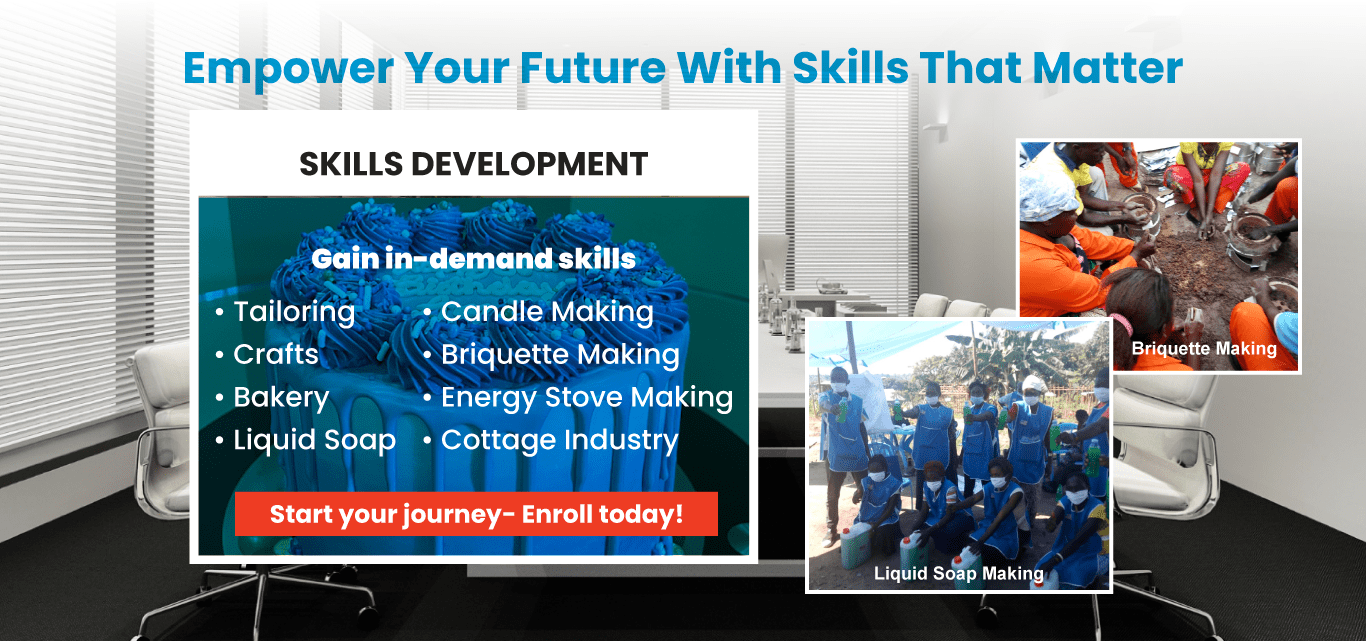 Empower Your Future With Skills That Matter
SKILLS DEVELOPMENT
Gain in-demand skills
• Tailoring
• Crafts
• Bakery
• Liquid Soap
• Candle Making
• Briquette Making
• Energy Stove Making
• Cottage Industry
Start your journey- Enroll today!
Briquette Making
Liquid Soap Making